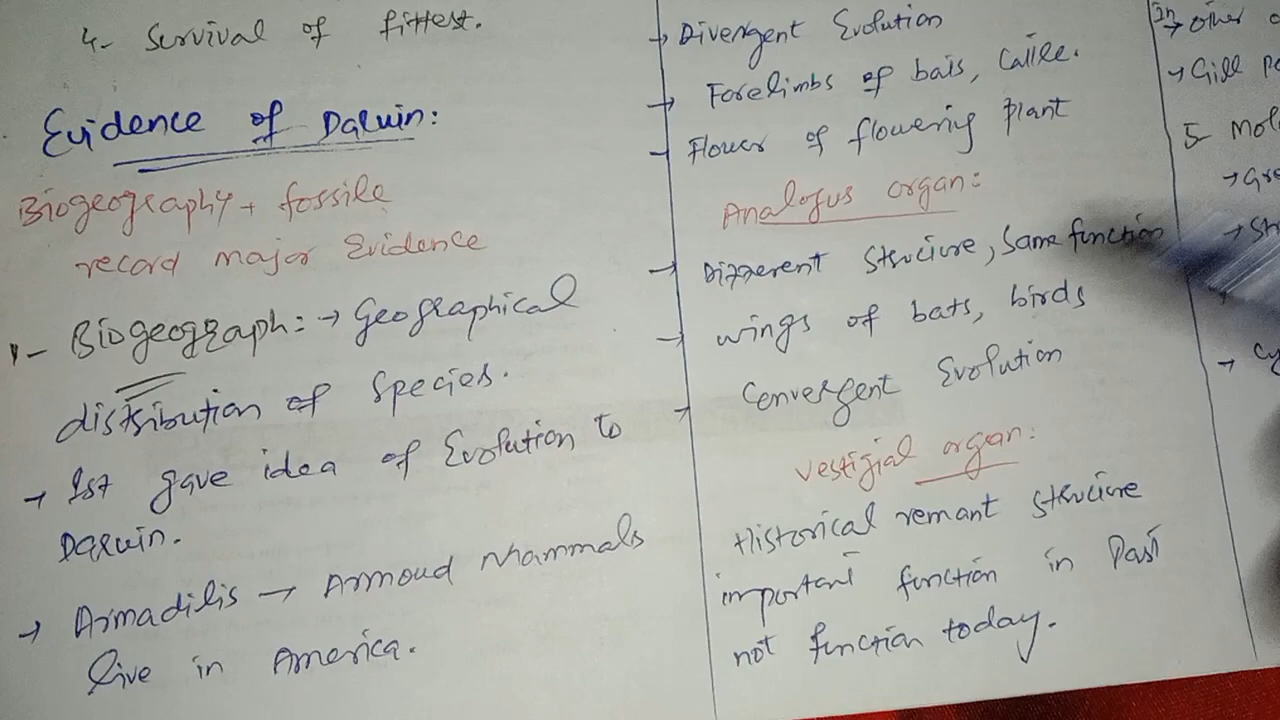 4- Survival of fittest.
Evidence of Darwin:
Biogeography + fossile
record major Evidence
1- Biogeograph: → Geographical
distribution of Species.
→ 1st gave idea of Evolution to
Darwin.
→ Armadilis → Armoud Mammals
live in America.
→ Divergent Evolution
→ Forelimbs of bats, Cattle.
→ Flower of flowering Plant
Analogus organ:
→ Different Structure, Same function
→ wings of bats, birds
→ Convergent Evolution
Vestigial organ:
Historical remant Structure
important function in Past
not function today.
→ other
→ Gill
5-
→
→
→